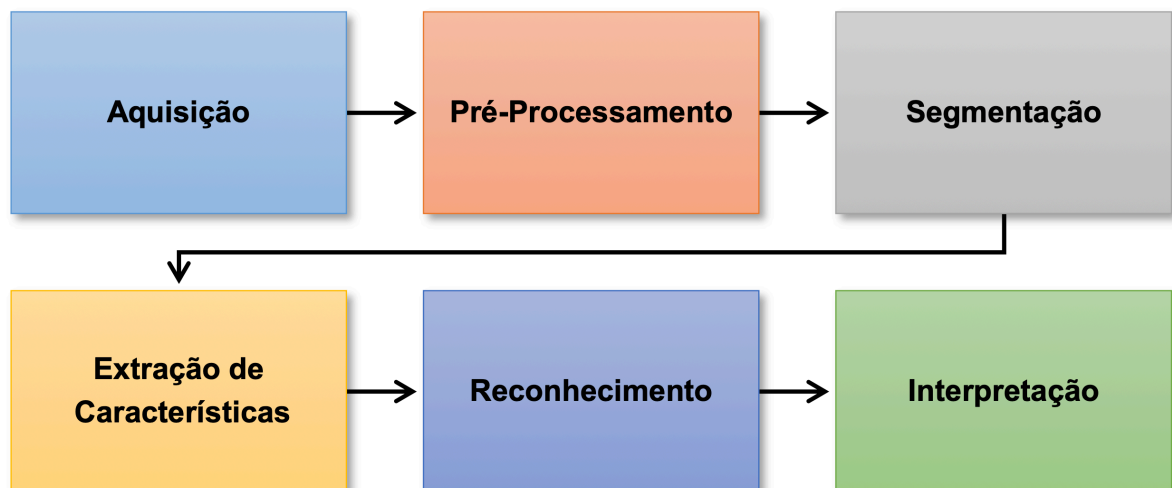 Aquisição
Pré-Processamento
Segmentação
Extração de
Características
Reconhecimento
Interpretação